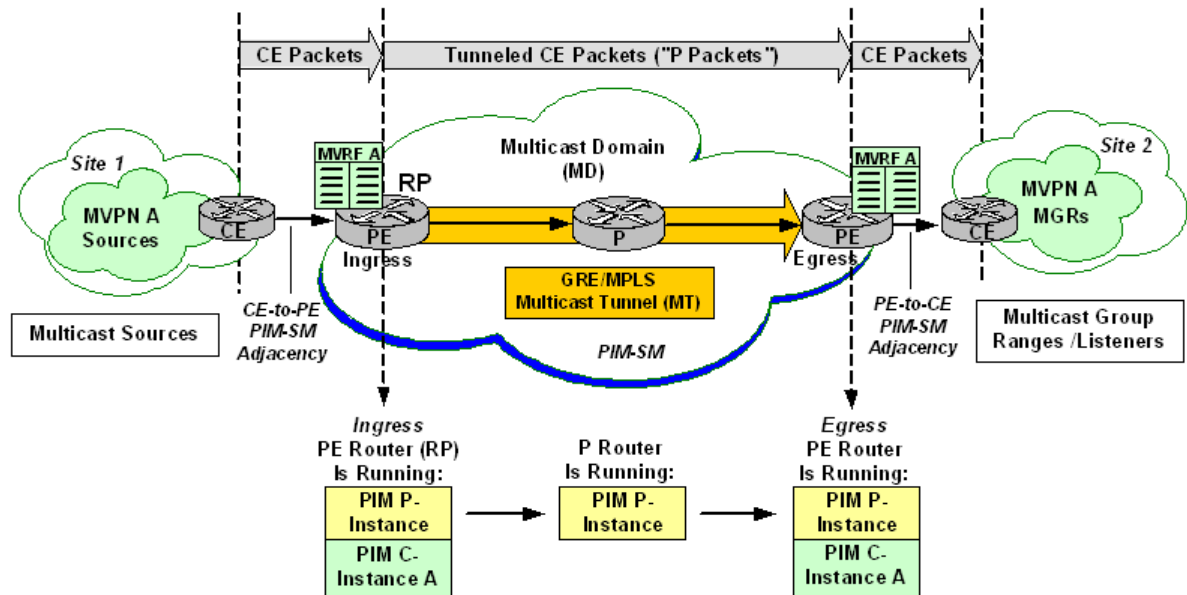 CE Packets
Tunneled CE Packets ("P Packets")
CE Packets
Site 1
MVPN A
Sources
CE
MVRF A
RP
PE
Ingress
Multicast Domain
(MD)
P
GRE/MPLS
Multicast Tunnel (MT)
PIM-SM
MVRF A
PE
Egress
CE
Site 2
MVPN A
MGRs
Multicast Sources
CE-to-PE
PIM-SM
Adjacency
PE-to-CE
PIM-SM
Adjacency
Multicast Group
Ranges /Listeners
Ingress
PE Router (RP)
Is Running:
PIM P-
Instance
PIM C-
Instance A
P Router
Is Running:
PIM P-
Instance
Egress
PE Router
Is Running:
PIM P-
Instance
PIM C-
Instance A